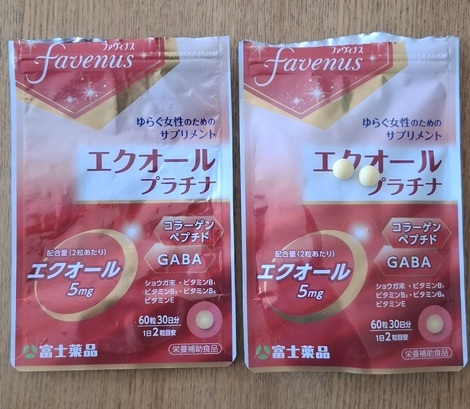 ファヴィナス
favenus
ゆらぐ女性のための
サプリメント
エクオール
プラチナ
コラーゲン
ペプチド
GABA
配合量(2粒あたり)
エクオール
5mg
ショウガ末・ビタミンB₁
ビタミンB₂・ビタミンB₆
ビタミンE
60粒 30日分
1日2粒目安
富士薬品
栄養補助食品
ファヴィナス
favenus
ゆらぐ女性のための
サプリメント
エクオール
プラチナ
コラーゲン
ペプチド
GABA
配合量(2粒あたり)
エクオール
5mg
ショウガ末・ビタミンB₁
ビタミンB₂・ビタミンB₆
ビタミンE
60粒 30日分
1日2粒目安
富士薬品
栄養補助食品